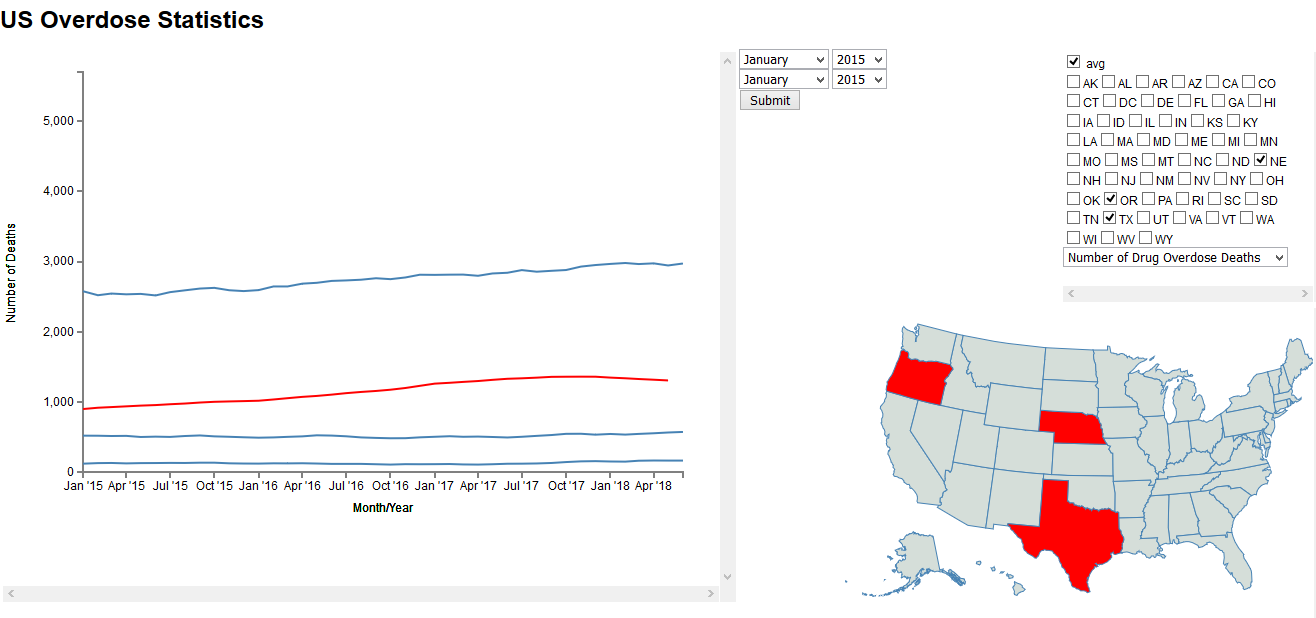 US Overdose Statistics
January 2015
January 2015
Submit
avg
AK AL AR AZ CA CO
CT DC DE FL GA HI
IA ID IL IN KS KY
LA MA MD ME MI MN
MO MS MT NC ND NE
NH NJ NM NV NY OH
OK OR PA RI SC SD
TN TX UT VA VT WA
WI WV WY
Number of Drug Overdose Deaths
Number of Deaths
5,000
4,000
3,000
2,000
1,000
0
Jan '15 Apr '15 Jul '15 Oct '15 Jan '16 Apr '16 Jul '16 Oct '16 Jan '17 Apr '17 Jul '17 Oct '17 Jan '18 Apr '18
Month/Year